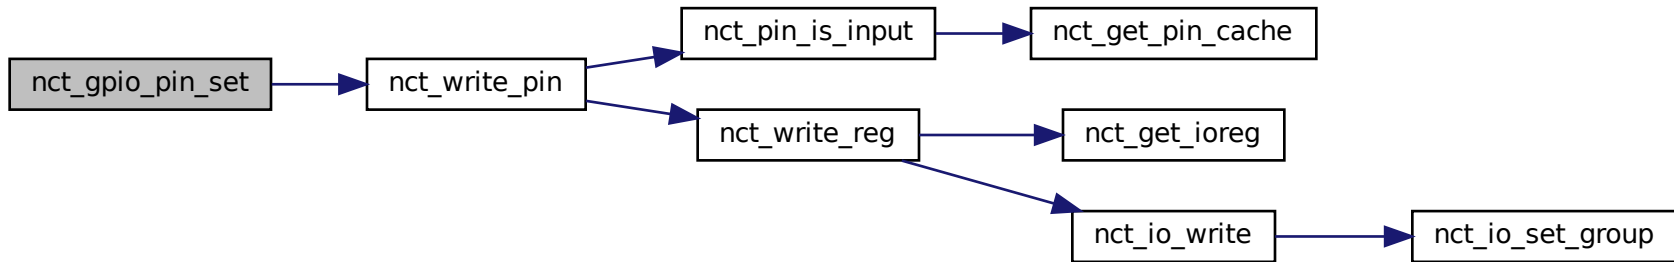 nct_pin_is_input
nct_get_pin_cache
nct_gpio_pin_set
nct_write_pin
nct_write_reg
nct_get_ioreg
nct_io_write
nct_io_set_group